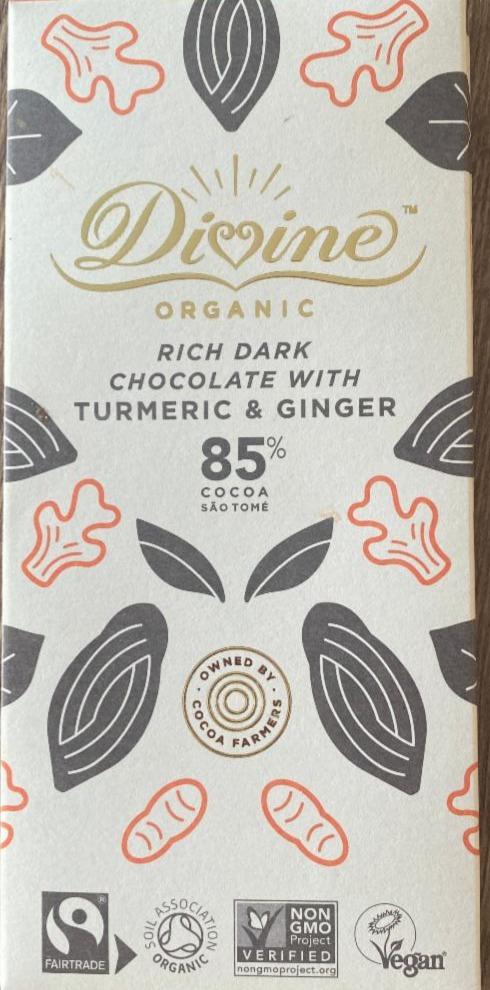 Divine™
ORGANIC
RICH DARK
CHOCOLATE WITH
TURMERIC & GINGER
85%
COCOA
SÃO TOMÉ
· OWNED BY ·
COCOA FARMERS
FAIRTRADE
®
SOIL ASSOCIATION
ORGANIC
NON
GMO
Project
VERIFIED
nongmoproject.org
Vegan